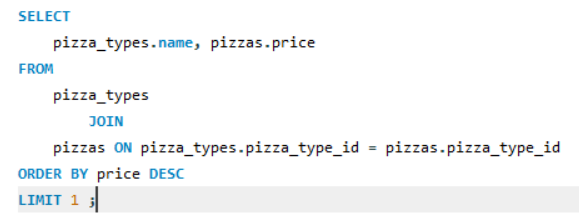 SELECT
    pizza_types.name, pizzas.price
FROM
    pizza_types
        JOIN
    pizzas ON pizza_types.pizza_type_id = pizzas.pizza_type_id
ORDER BY price DESC
LIMIT 1 ;